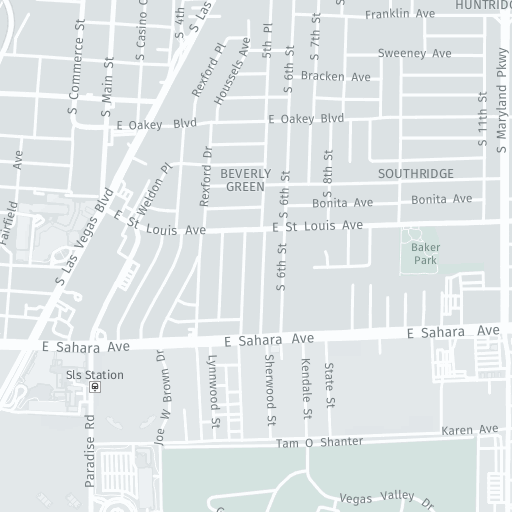 HUNTRIDG
Franklin Ave
S 4th St
S Casino C
S Las
S Commerce St
S Main St
Rexford Pl
Houssels Ave
5th Pl
S 6th St
S 7th St
Sweeney Ave
Bracken Ave
S Maryland Pkwy
S 11th St
E Oakey Blvd
E Oakey Blvd
Fairfield Ave
S Weldon Pl
Rexford Dr
BEVERLY
GREEN
S 6th St
S 8th St
SOUTHRIDGE
Bonita Ave
Bonita Ave
S Las Vegas Blvd
E St Louis Ave
E St Louis Ave
S 6th St
Baker
Park
E Sahara Ave
E Sahara Ave
E Sahara Ave
Sls Station
Paradise Rd
Joe W Brown Dr
Lynnwood St
Sherwood St
Kendale St
State St
Karen Ave
Tam O Shanter
Vegas Valley Dr